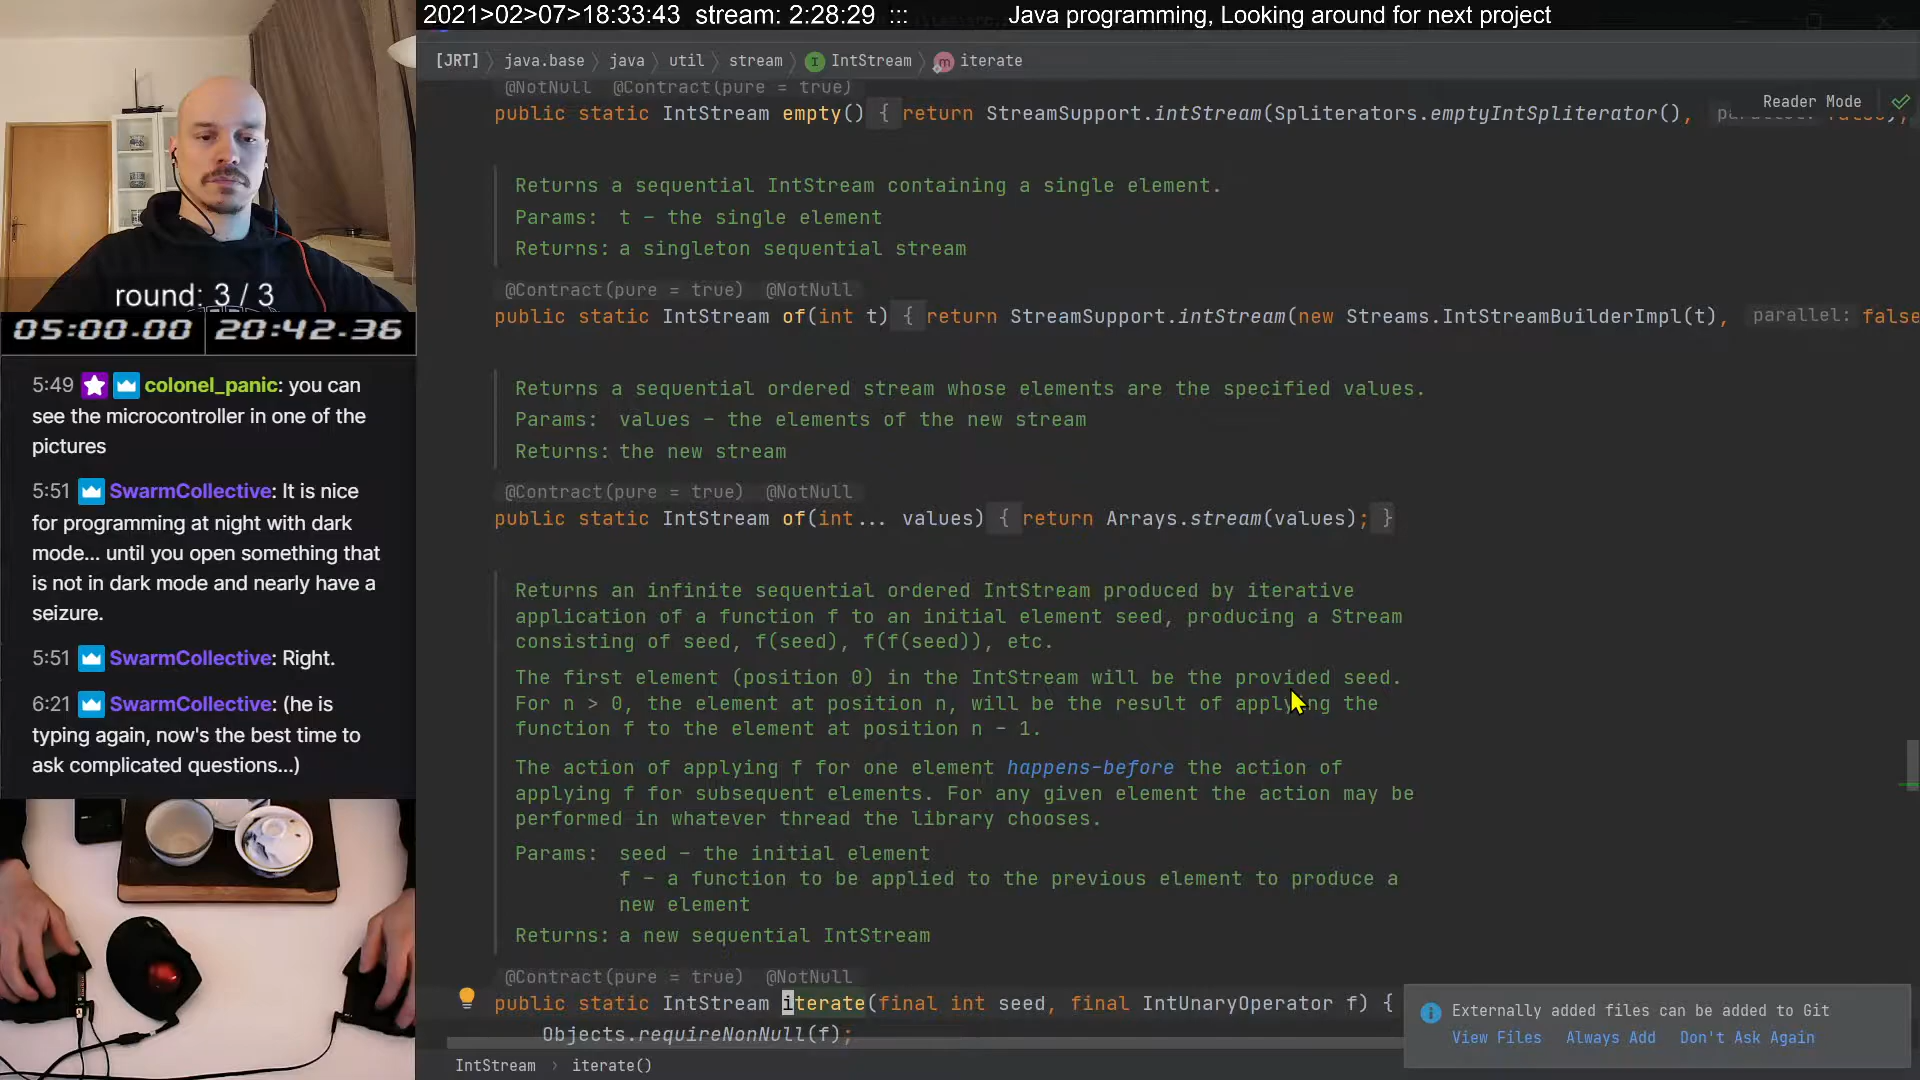 2021>02>07>18:33:43 stream: 2:28:29 ::: Java programming, Looking around for next project
[JRT] java.base java util stream I IntStream m iterate
Reader Mode
@NotNull @Contract(pure = true)
public static IntStream empty() { return StreamSupport.intStream(Spliterators.emptyIntSpliterator(), parallel: false);
Returns a sequential IntStream containing a single element.
Params: t – the single element
Returns: a singleton sequential stream
@Contract(pure = true) @NotNull
public static IntStream of(int t) { return StreamSupport.intStream(new Streams.IntStreamBuilderImpl(t), parallel: false
Returns a sequential ordered stream whose elements are the specified values.
Params: values – the elements of the new stream
Returns: the new stream
@Contract(pure = true) @NotNull
public static IntStream of(int... values) { return Arrays.stream(values); }
Returns an infinite sequential ordered IntStream produced by iterative
application of a function f to an initial element seed, producing a Stream
consisting of seed, f(seed), f(f(seed)), etc.
The first element (position 0) in the IntStream will be the provided seed.
For n > 0, the element at position n, will be the result of applying the
function f to the element at position n – 1.
The action of applying f for one element happens-before the action of
applying f for subsequent elements. For any given element the action may be
performed in whatever thread the library chooses.
Params: seed – the initial element
f – a function to be applied to the previous element to produce a
new element
Returns: a new sequential IntStream
@Contract(pure = true) @NotNull
public static IntStream iterate(final int seed, final IntUnaryOperator f) {
Objects.requireNonNull(f);
IntStream iterate()
Externally added files can be added to Git
View Files Always Add Don't Ask Again
round: 3 / 3
05:00.00 20:42.36
5:49 colonel_panic: you can
see the microcontroller in one of the
pictures
5:51 SwarmCollective: It is nice
for programming at night with dark
mode... until you open something that
is not in dark mode and nearly have a
seizure.
5:51 SwarmCollective: Right.
6:21 SwarmCollective: (he is
typing again, now's the best time to
ask complicated questions...)